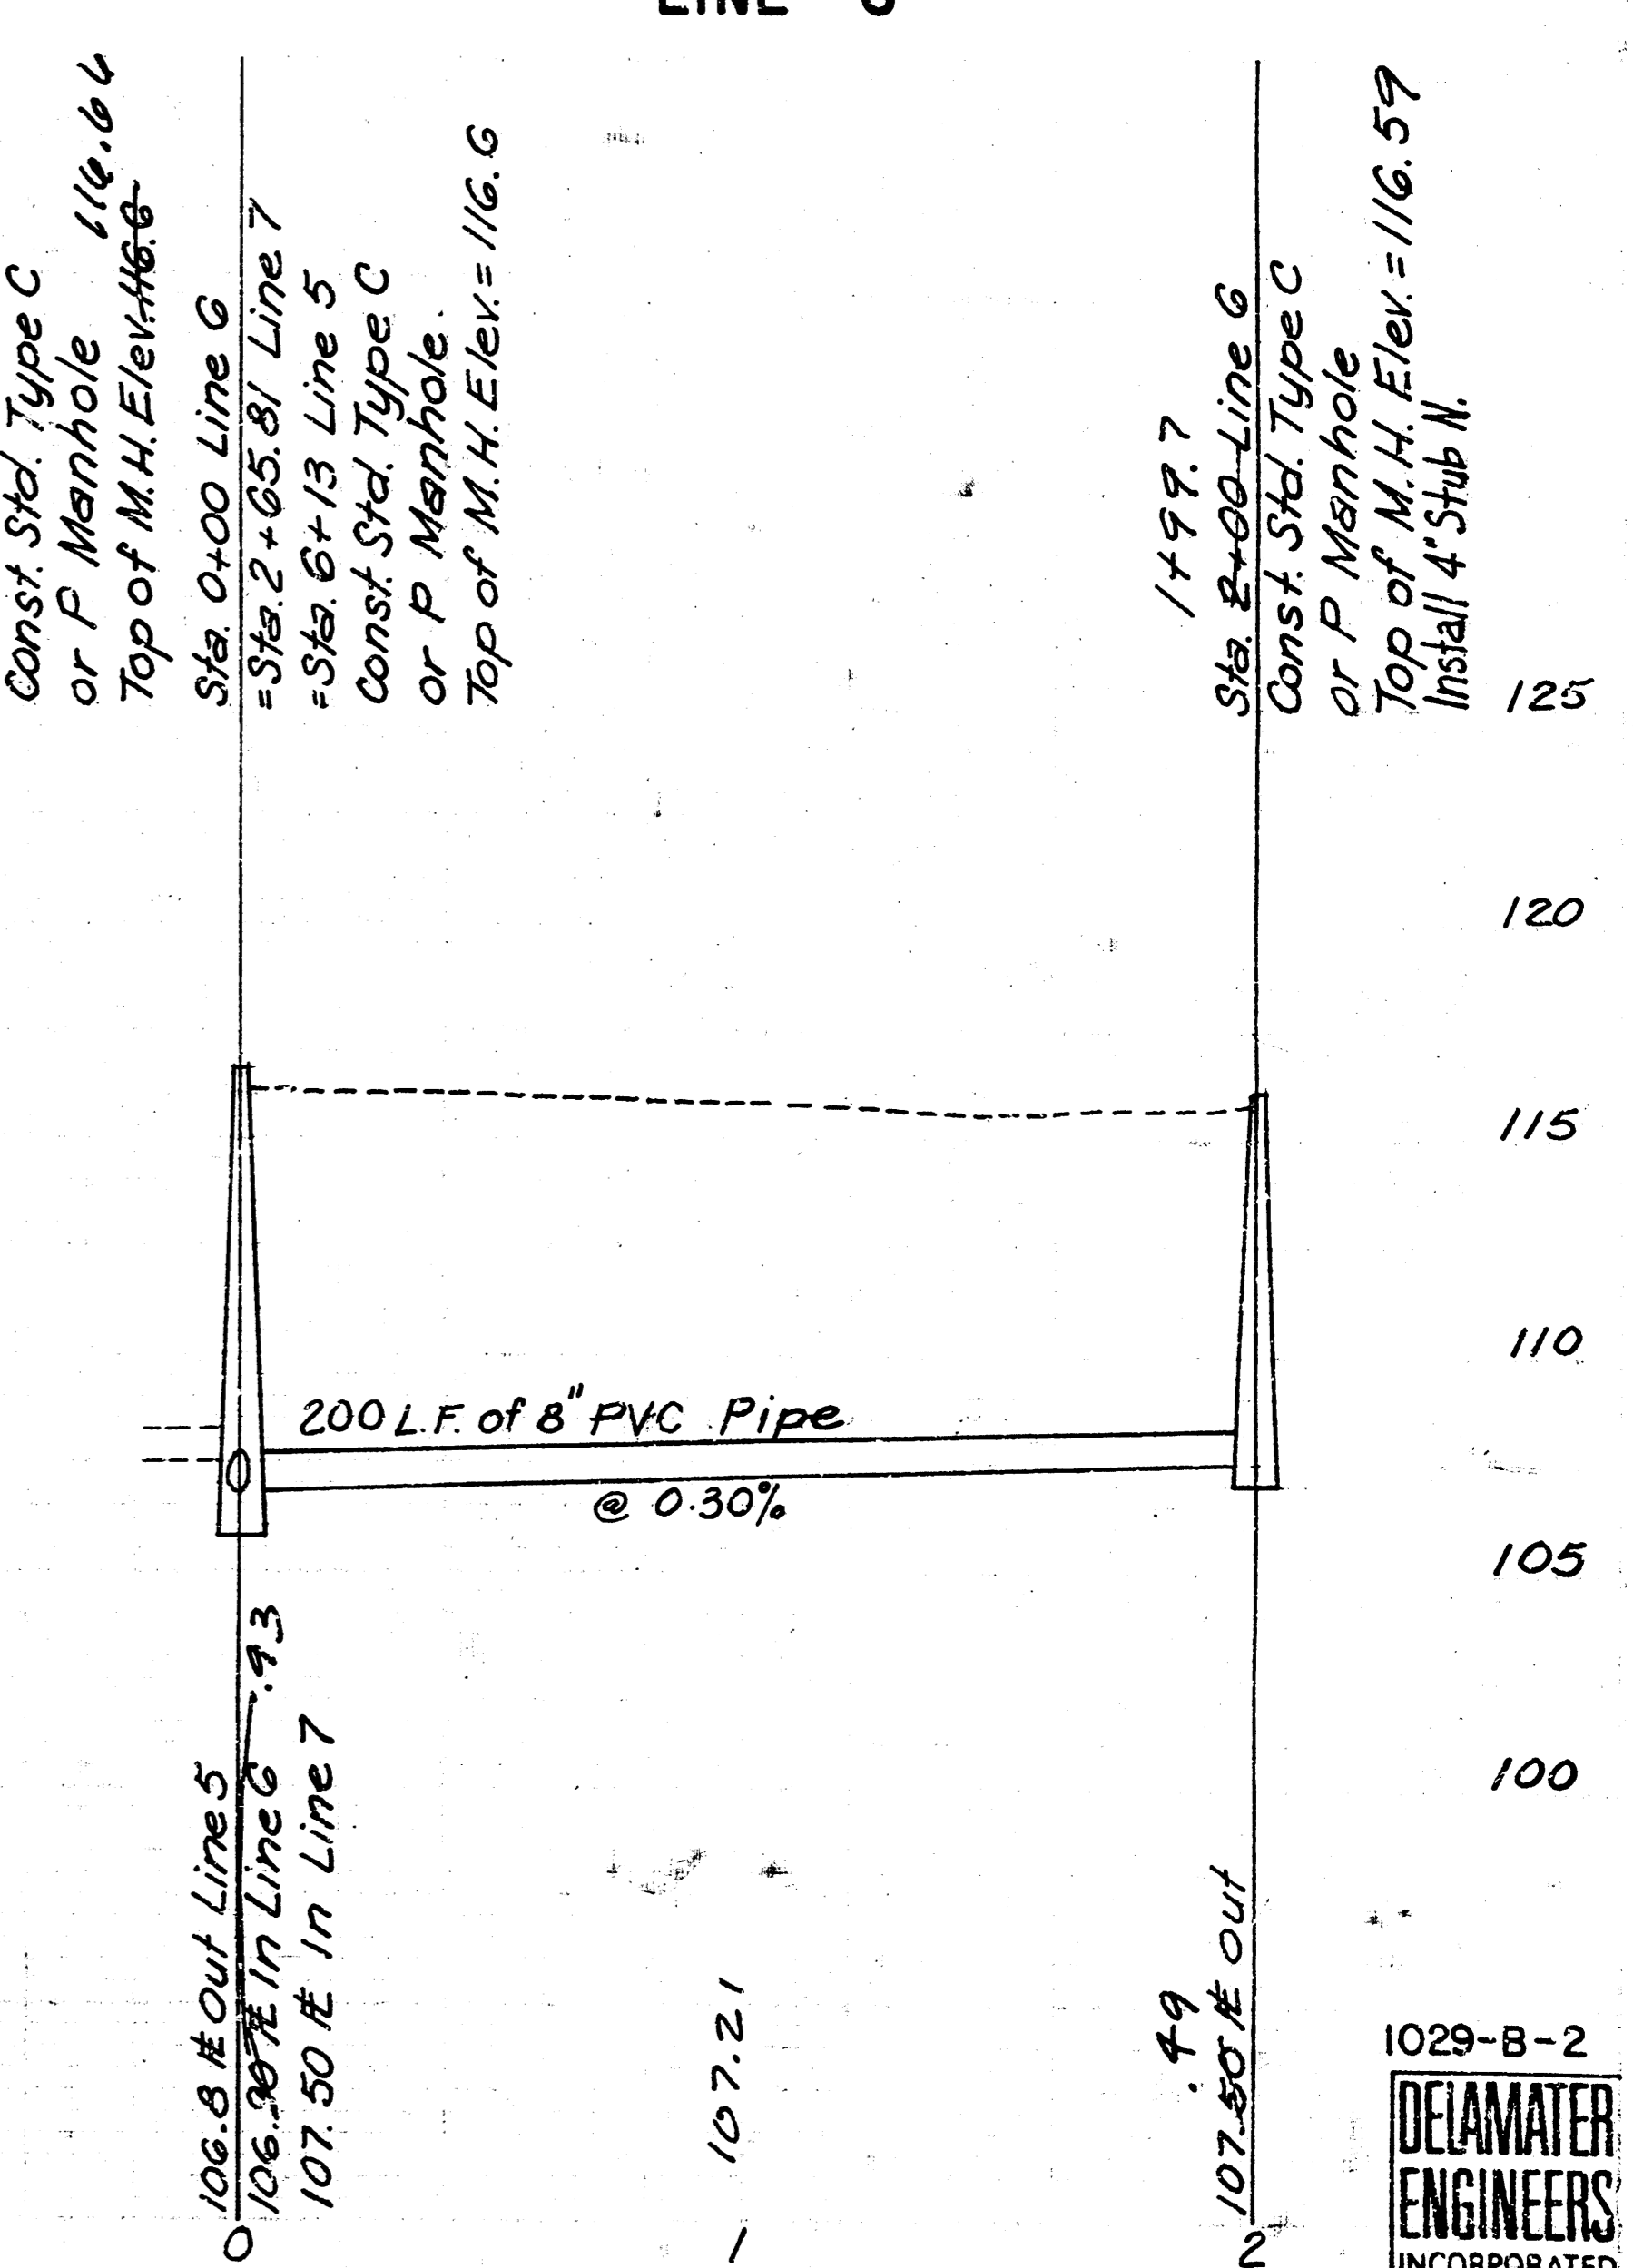 LINE 6
Const. Std. Type C
or P Manhole
116.64
Top of M.H. Elev. 116.6
Sta. 0+00 Line 6
=Sta. 2+65.81 Line 7
=Sta. 6+13 Line 5
Const. Std. Type C
or P Manhole.
Top of M.H. Elev. = 116.6
1+99.7
Sta. 2+00 Line 6
Const. Std. Type C
or P Manhole
Top of M.H. Elev. = 116.59
Install 4" Stub N.
125
120
115
110
105
100
200 L.F. of 8" PVC Pipe
@ 0.30%
106.8 ℄ Out Line 5
.93
106.90 ℄ In Line 6
107.50 ℄ In Line 7
107.21
.49
107.50 ℄ Out
0
1
2
1029-B-2
DELAMATER
ENGINEERS
INCORPORATED